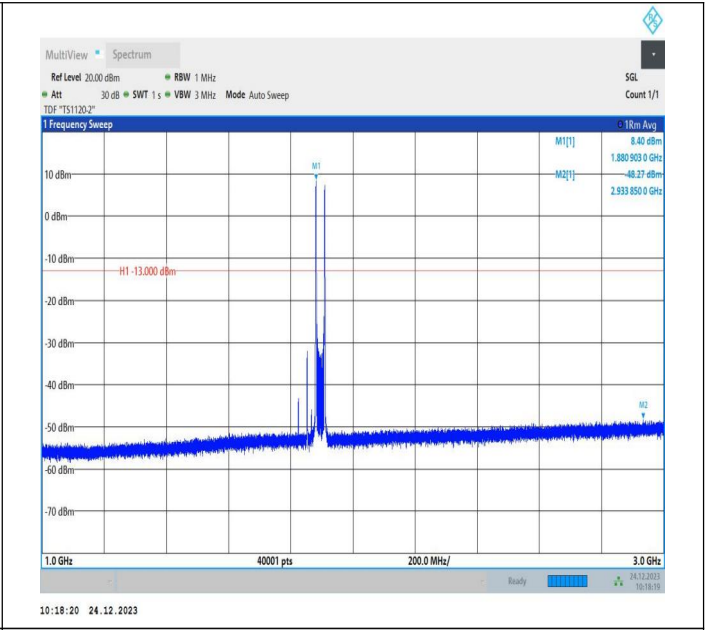 R S
MultiView Spectrum
Ref Level 20.00 dBm RBW 1 MHz SGL
Att 30 dB SWT 1 s VBW 3 MHz Mode Auto Sweep Count 1/1
TDF "TS1120-2"
1 Frequency Sweep 1Rm Avg
M1[1] 8.40 dBm
1.880 903 0 GHz
M1
10 dBm M2[1] -48.27 dBm
2.933 850 0 GHz
0 dBm
-10 dBm
H1 -13.000 dBm
-20 dBm
-30 dBm
-40 dBm
M2
-50 dBm
-60 dBm
-70 dBm
1.0 GHz 40001 pts 200.0 MHz/ 3.0 GHz
Ready 24.12.2023
10:18:19
10:18:20 24.12.2023